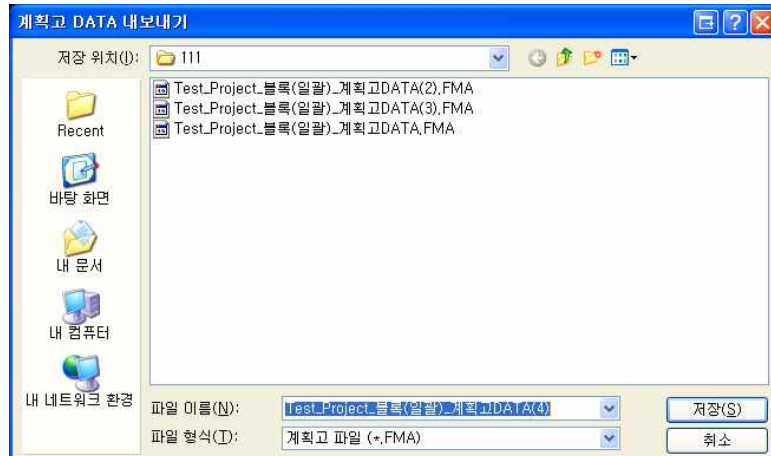 계획고 DATA 내보내기
저장 위치(I): 111
Test_Project_블록(일괄)_계획고DATA(2).FMA
Test_Project_블록(일괄)_계획고DATA(3).FMA
Test_Project_블록(일괄)_계획고DATA.FMA
Recent
바탕 화면
내 문서
내 컴퓨터
내 네트워크 환경
파일 이름(N): Test_Project_블록(일괄)_계획고DATA(4)
저장(S)
파일 형식(T): 계획고 파일 (*.FMA)
취소